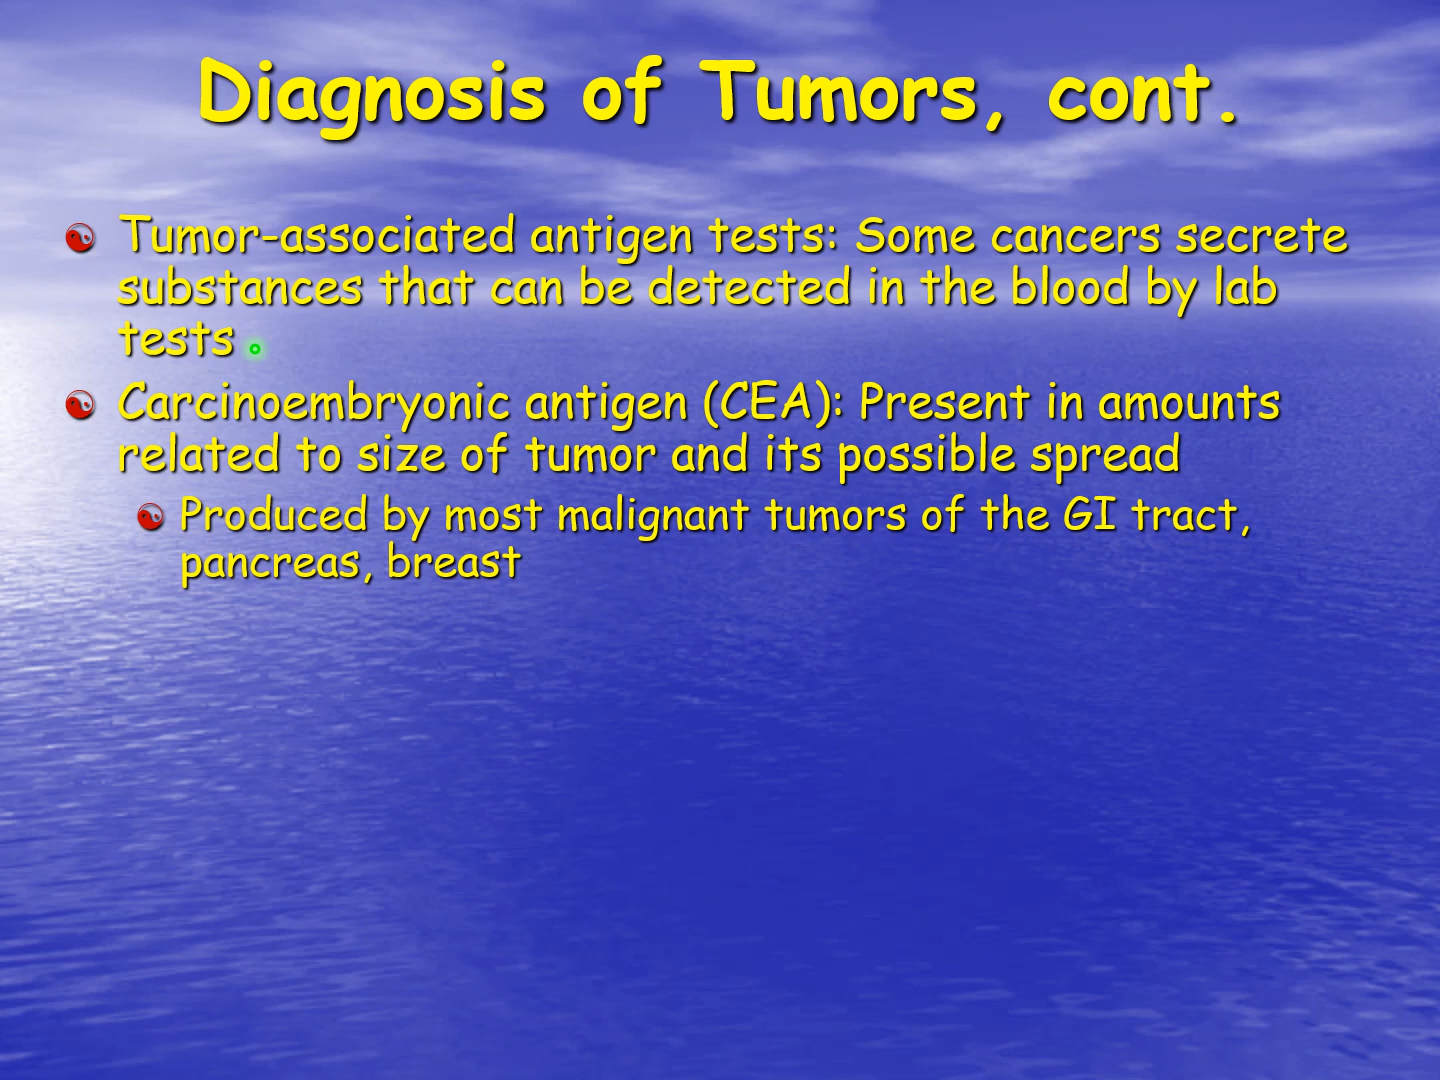 Diagnosis of Tumors, cont.
Tumor-associated antigen tests: Some cancers secrete
substances that can be detected in the blood by lab
tests 。
Carcinoembryonic antigen (CEA): Present in amounts
related to size of tumor and its possible spread
Produced by most malignant tumors of the GI tract,
pancreas, breast